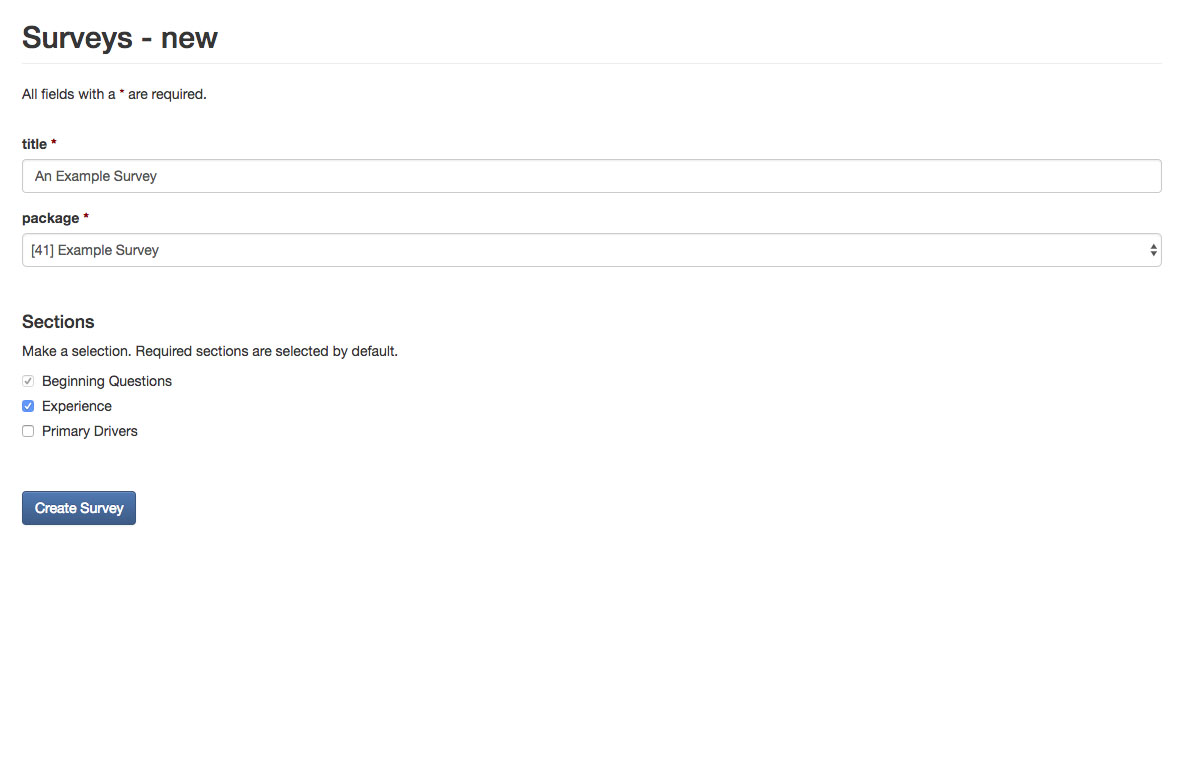 Surveys - new
All fields with a * are required.
title *
An Example Survey
package *
[41] Example Survey
Sections
Make a selection. Required sections are selected by default.
Beginning Questions
Experience
Primary Drivers
Create Survey